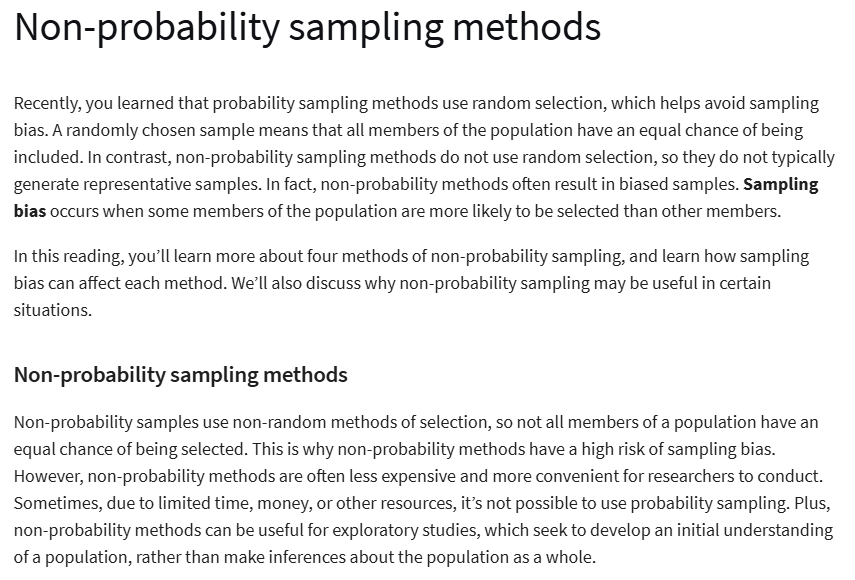 Non-probability sampling methods
Recently, you learned that probability sampling methods use random selection, which helps avoid sampling
bias. A randomly chosen sample means that all members of the population have an equal chance of being
included. In contrast, non-probability sampling methods do not use random selection, so they do not typically
generate representative samples. In fact, non-probability methods often result in biased samples. Sampling
bias occurs when some members of the population are more likely to be selected than other members.
In this reading, you’ll learn more about four methods of non-probability sampling, and learn how sampling
bias can affect each method. We’ll also discuss why non-probability sampling may be useful in certain
situations.
Non-probability sampling methods
Non-probability samples use non-random methods of selection, so not all members of a population have an
equal chance of being selected. This is why non-probability methods have a high risk of sampling bias.
However, non-probability methods are often less expensive and more convenient for researchers to conduct.
Sometimes, due to limited time, money, or other resources, it’s not possible to use probability sampling. Plus,
non-probability methods can be useful for exploratory studies, which seek to develop an initial understanding
of a population, rather than make inferences about the population as a whole.